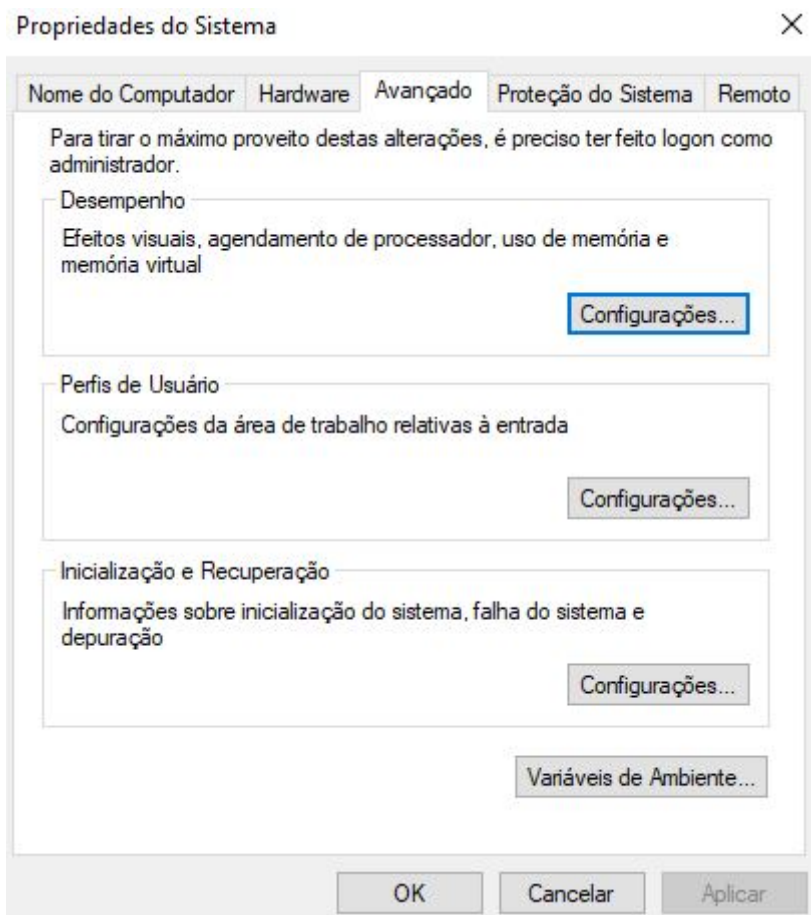 Propriedades do Sistema
Nome do Computador Hardware Avançado Proteção do Sistema Remoto
Para tirar o máximo proveito destas alterações, é preciso ter feito logon como
administrador.
Desempenho
Efeitos visuais, agendamento de processador, uso de memória e
memória virtual
Configurações...
Perfis de Usuário
Configurações da área de trabalho relativas à entrada
Configurações...
Inicialização e Recuperação
Informações sobre inicialização do sistema, falha do sistema e
depuração
Configurações...
Variáveis de Ambiente...
OK Cancelar Aplicar